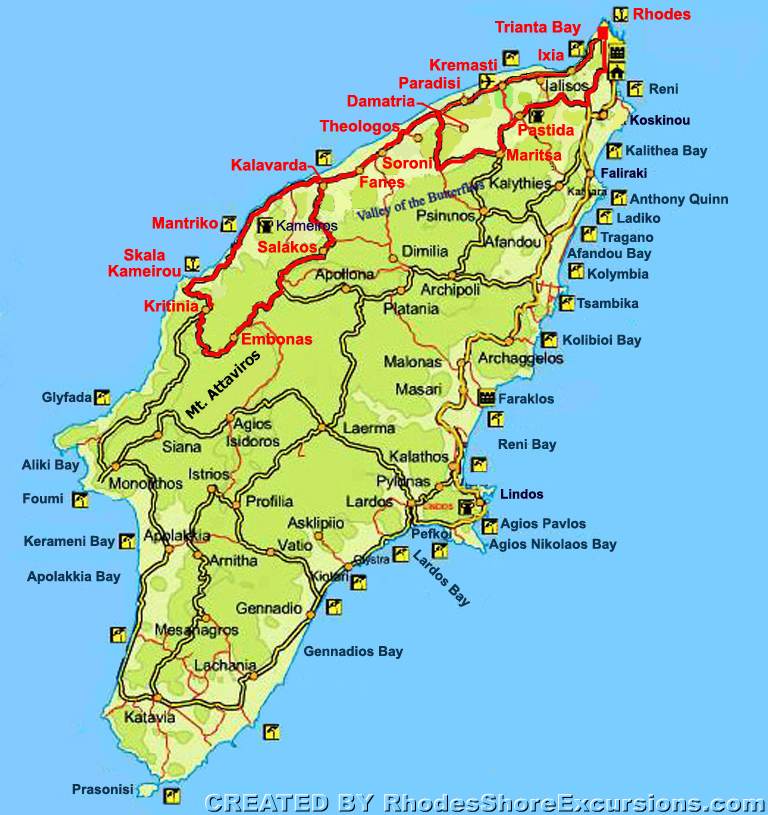 Trianta Bay
Rhodes
Ixia
Kremasti
Paradisi
Ialisos
Reni
Damatria
Koskinou
Theologos
Pastida
Kalithea Bay
Maritsa
Soroni
Kalavarda
Faliraki
Fanes
Kalythies
Anthony Quinn
Valley of the Butterflies
Psinthos
Ladiko
Mantriko
Kameiros
Tragano
Salakos
Afandou
Afandou Bay
Skala
Kameirou
Dimilia
Kolymbia
Apollona
Archipoli
Kritinia
Platania
Tsambika
Embonas
Kolibioi Bay
Mt. Attaviros
Malonas
Archaggelos
Masari
Glyfada
Faraklos
Agios
Isidoros
Laerma
Siana
Reni Bay
Kalathos
Aliki Bay
Istrios
Monolithos
Pylonas
Foumi
Profilia
Lardos
LINDOS
Lindos
Asklipiio
Agios Pavlos
Kerameni Bay
Apolakkia
Vatio
Pefkoi
Agios Nikolaos Bay
Arnitha
Glystra
Apolakkia Bay
Kiotari
Lardos Bay
Gennadio
Mesanagros
Gennadios Bay
Lachania
Katavia
Prasonisi
CREATED BY RhodesShoreExcursions.com